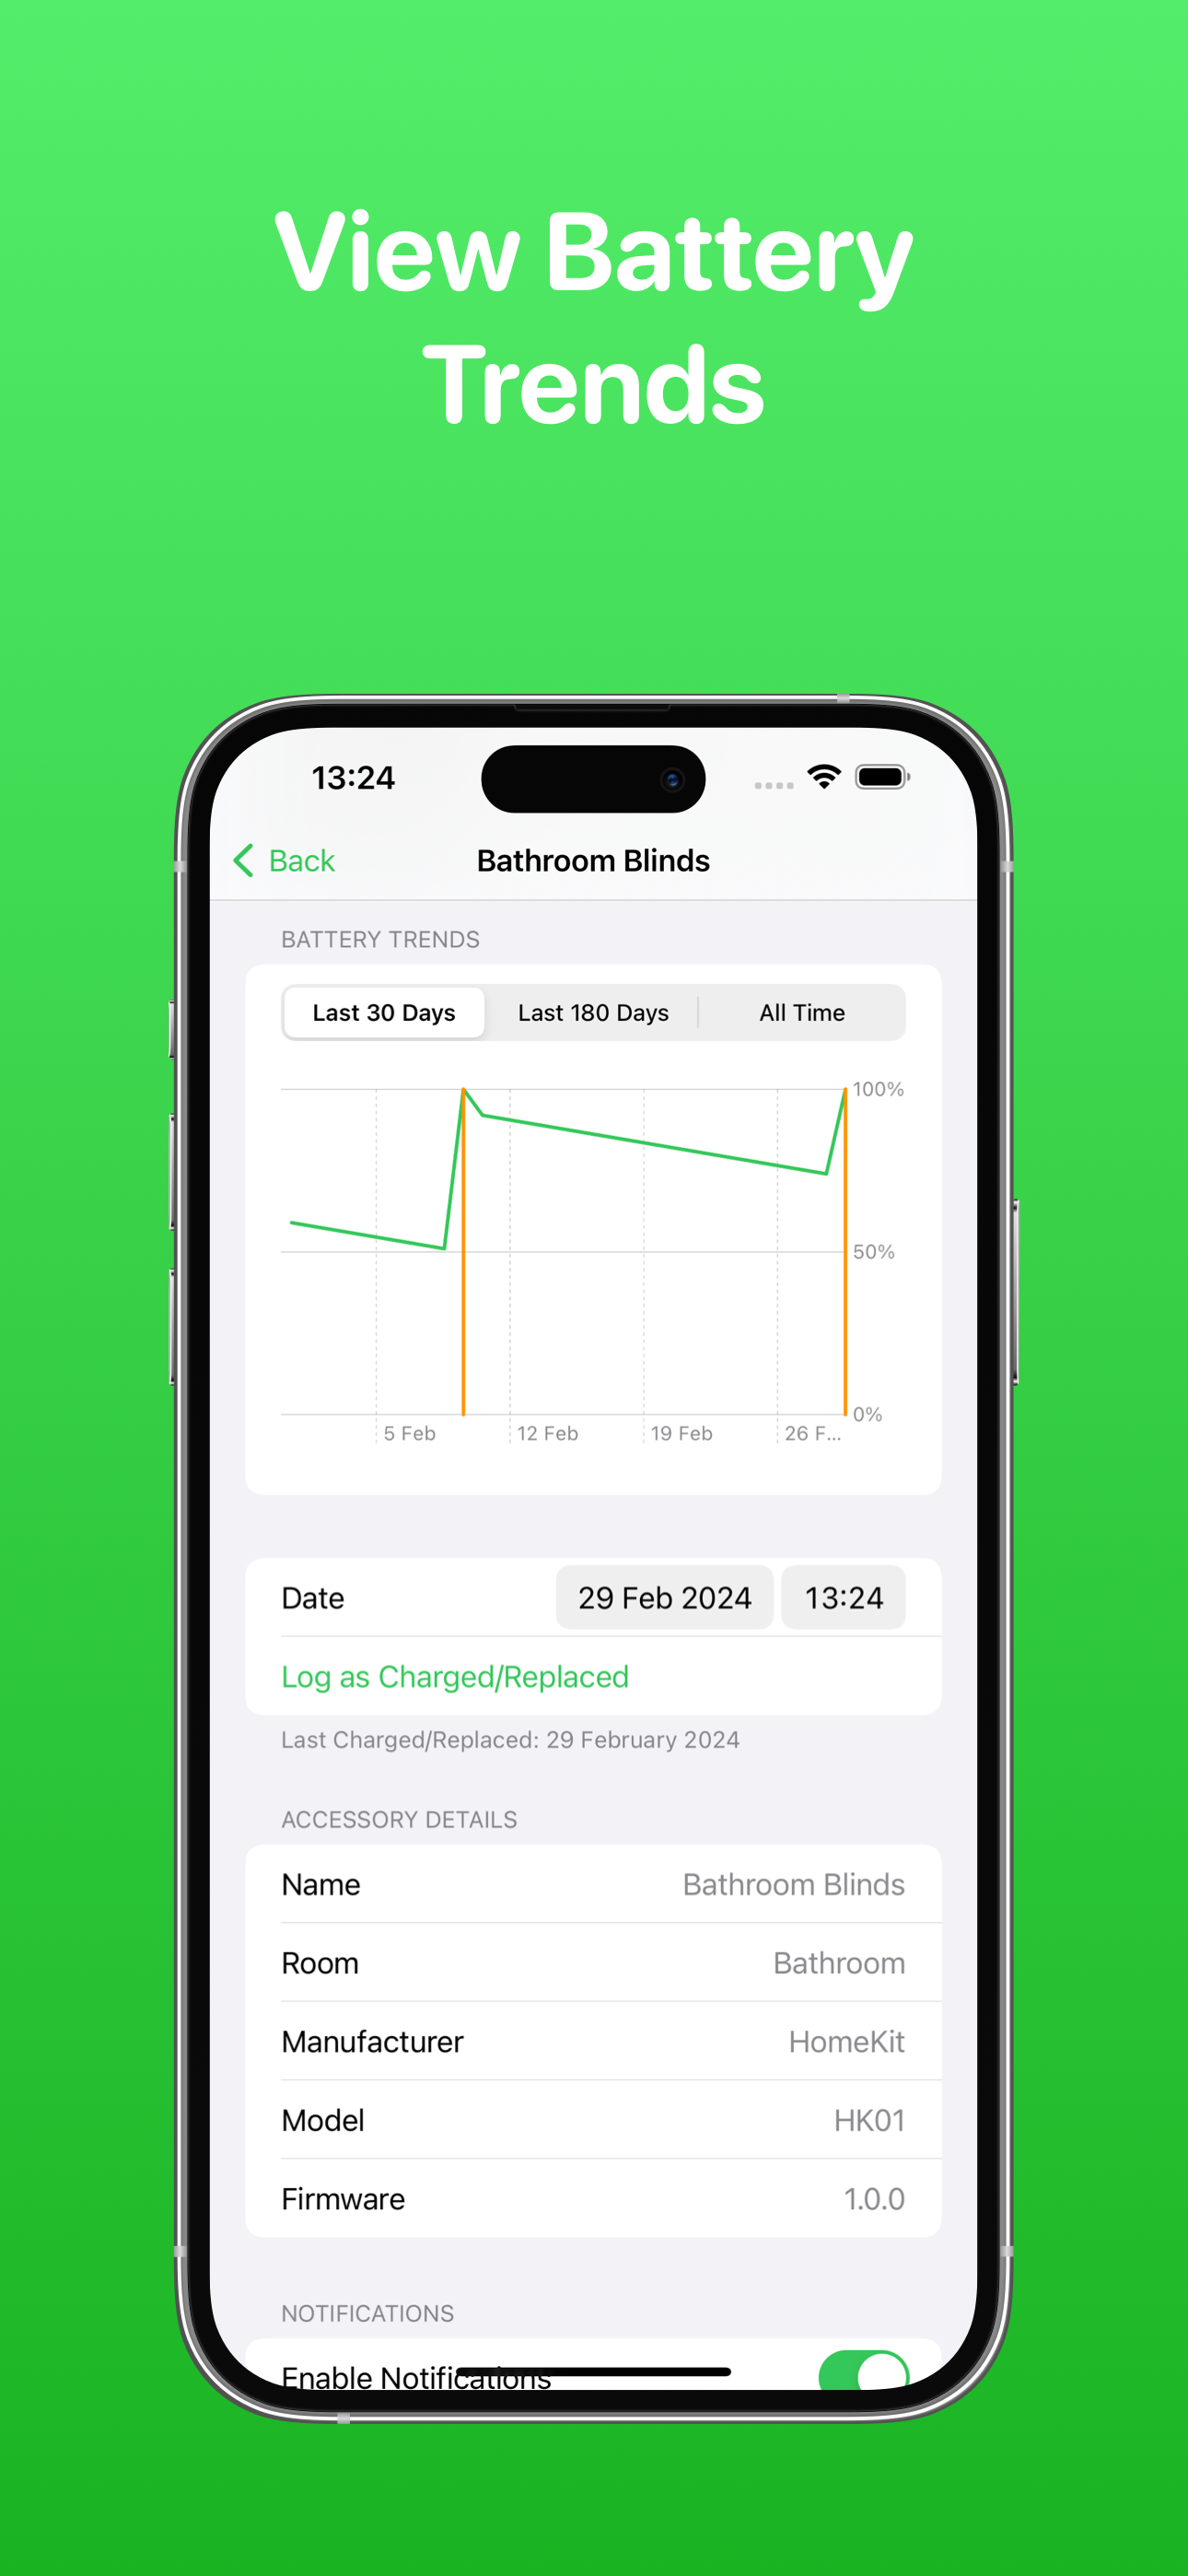 View Battery
Trends
13:24
Back
Bathroom Blinds
BATTERY TRENDS
Last 30 Days
Last 180 Days
All Time
100%
50%
0%
5 Feb
12 Feb
19 Feb
26 F...
Date
29 Feb 2024
13:24
Log as Charged/Replaced
Last Charged/Replaced: 29 February 2024
ACCESSORY DETAILS
Name
Bathroom Blinds
Room
Bathroom
Manufacturer
HomeKit
Model
HK01
Firmware
1.0.0
NOTIFICATIONS
Enable Notifications